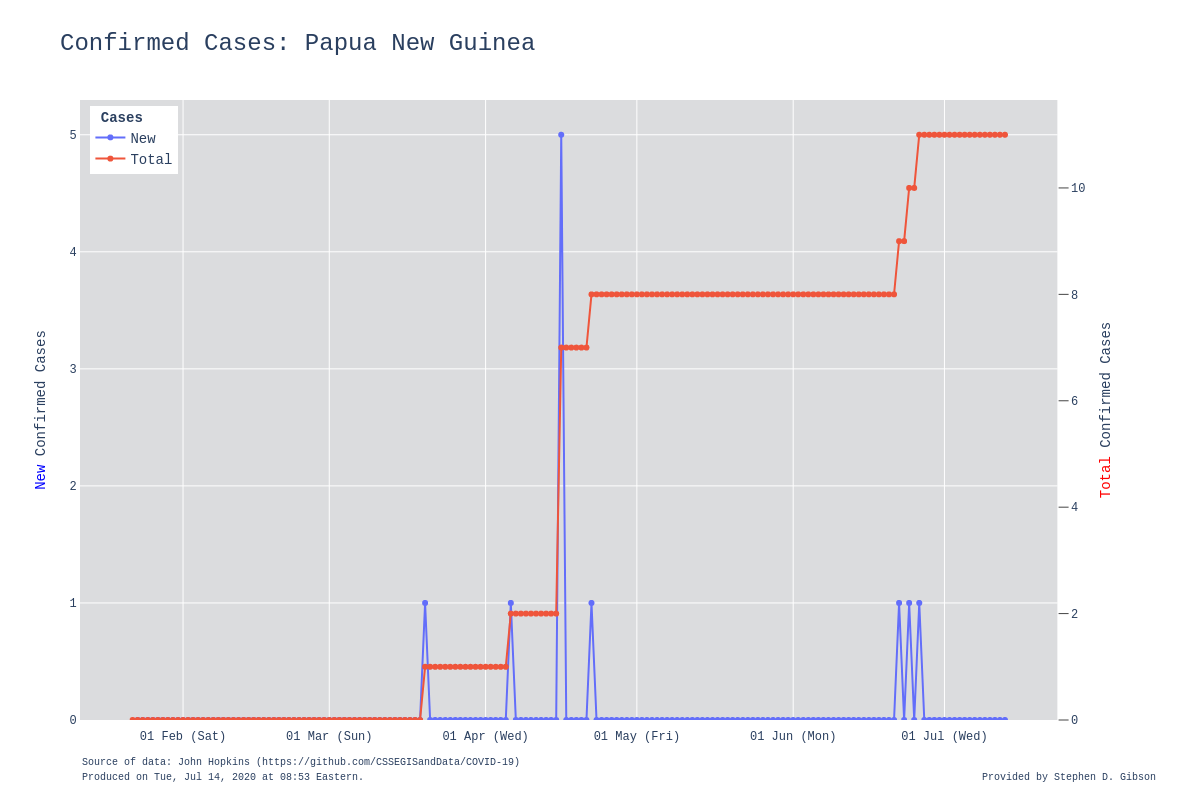 Confirmed Cases: Papua New Guinea
Cases
New
Total
5
4
3
2
1
0
10
8
6
4
2
0
New Confirmed Cases
Total Confirmed Cases
01 Feb (Sat) 01 Mar (Sun) 01 Apr (Wed) 01 May (Fri) 01 Jun (Mon) 01 Jul (Wed)
Source of data: John Hopkins (https://github.com/CSSEGISandData/COVID-19)
Produced on Tue, Jul 14, 2020 at 08:53 Eastern.
Provided by Stephen D. Gibson